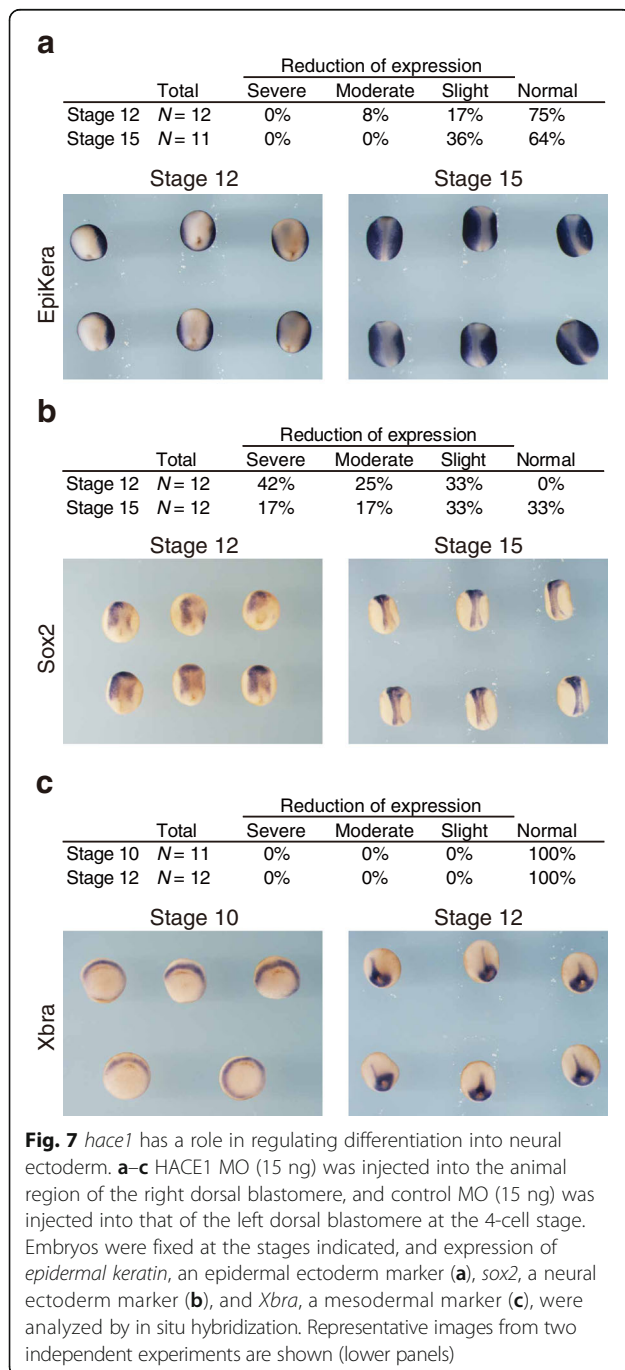 a
Reduction of expression
Total Severe Moderate Slight Normal
Stage 12 N = 12 0% 8% 17% 75%
Stage 15 N = 11 0% 0% 36% 64%
Stage 12 Stage 15
EpiKera
b
Reduction of expression
Total Severe Moderate Slight Normal
Stage 12 N = 12 42% 25% 33% 0%
Stage 15 N = 12 17% 17% 33% 33%
Stage 12 Stage 15
Sox2
c
Reduction of expression
Total Severe Moderate Slight Normal
Stage 10 N = 11 0% 0% 0% 100%
Stage 12 N = 12 0% 0% 0% 100%
Stage 10 Stage 12
Xbra
Fig. 7 hace1 has a role in regulating differentiation into neural
ectoderm. a–c HACE1 MO (15 ng) was injected into the animal
region of the right dorsal blastomere, and control MO (15 ng) was
injected into that of the left dorsal blastomere at the 4-cell stage.
Embryos were fixed at the stages indicated, and expression of
epidermal keratin, an epidermal ectoderm marker (a), sox2, a neural
ectoderm marker (b), and Xbra, a mesodermal marker (c), were
analyzed by in situ hybridization. Representative images from two
independent experiments are shown (lower panels)